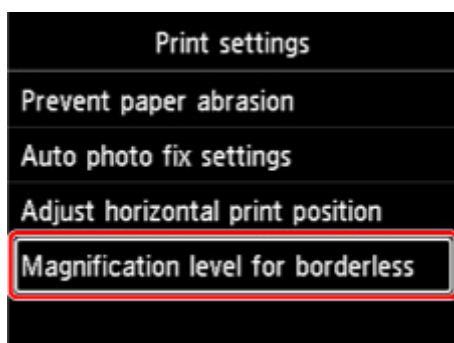 Print settings
Prevent paper abrasion
Auto photo fix settings
Adjust horizontal print position
Magnification level for borderless